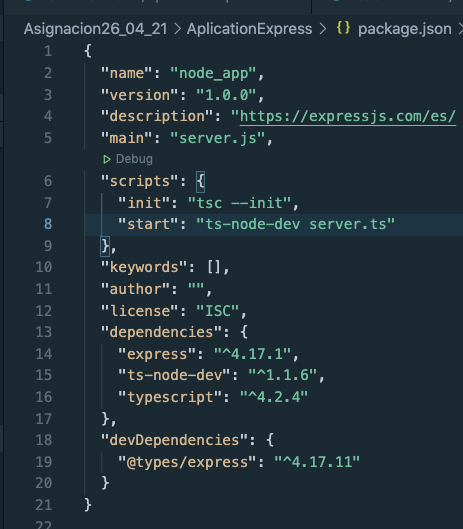 Asignacion26_04_21 > AplicationExpress > {} package.json >
1 {
2 "name": "node_app",
3 "version": "1.0.0",
4 "description": "https://expressjs.com/es/
5 "main": "server.js",
Debug
6 "scripts": {
7 "init": "tsc --init",
8 "start": "ts-node-dev server.ts"
9 },
10 "keywords": [],
11 "author": "",
12 "license": "ISC",
13 "dependencies": {
14 "express": "^4.17.1",
15 "ts-node-dev": "^1.1.6",
16 "typescript": "^4.2.4"
17 },
18 "devDependencies": {
19 "@types/express": "^4.17.11"
20 }
21 }
22